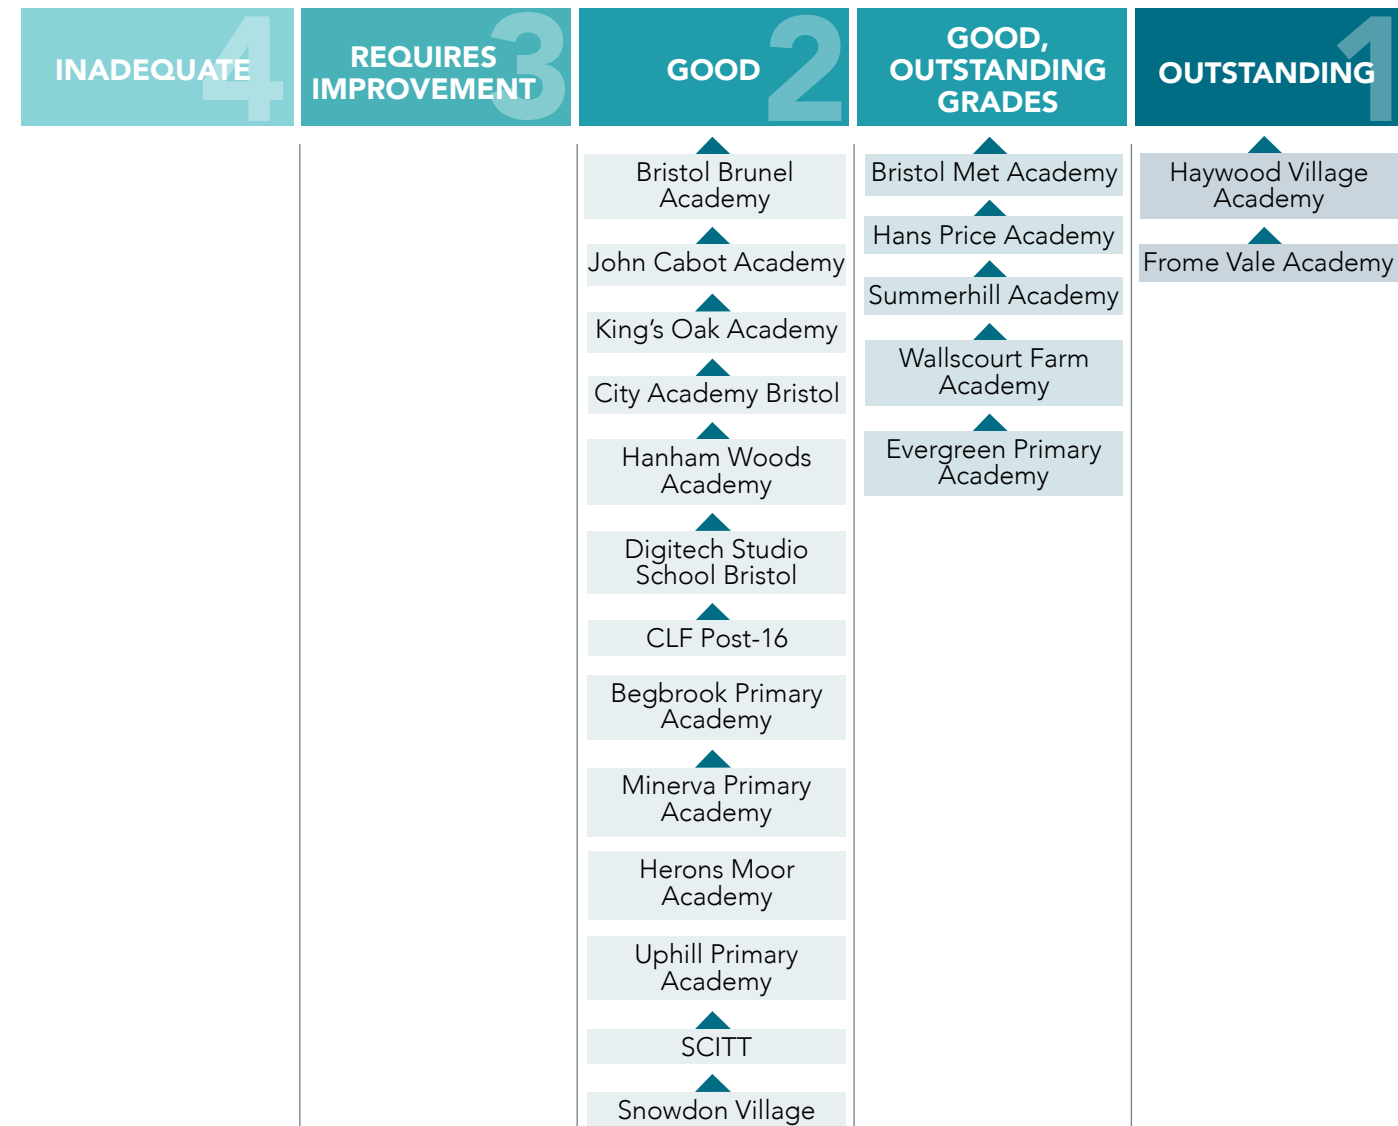 INADEQUATE
4
REQUIRES
IMPROVEMENT
3
GOOD
2
GOOD,
OUTSTANDING
GRADES
OUTSTANDING
1
Bristol Brunel
Academy
John Cabot Academy
King's Oak Academy
City Academy Bristol
Hanham Woods
Academy
Digitech Studio
School Bristol
CLF Post-16
Begbrook Primary
Academy
Minerva Primary
Academy
Herons Moor
Academy
Uphill Primary
Academy
SCITT
Snowdon Village
Bristol Met Academy
Hans Price Academy
Summerhill Academy
Wallscourt Farm
Academy
Evergreen Primary
Academy
Haywood Village
Academy
Frome Vale Academy